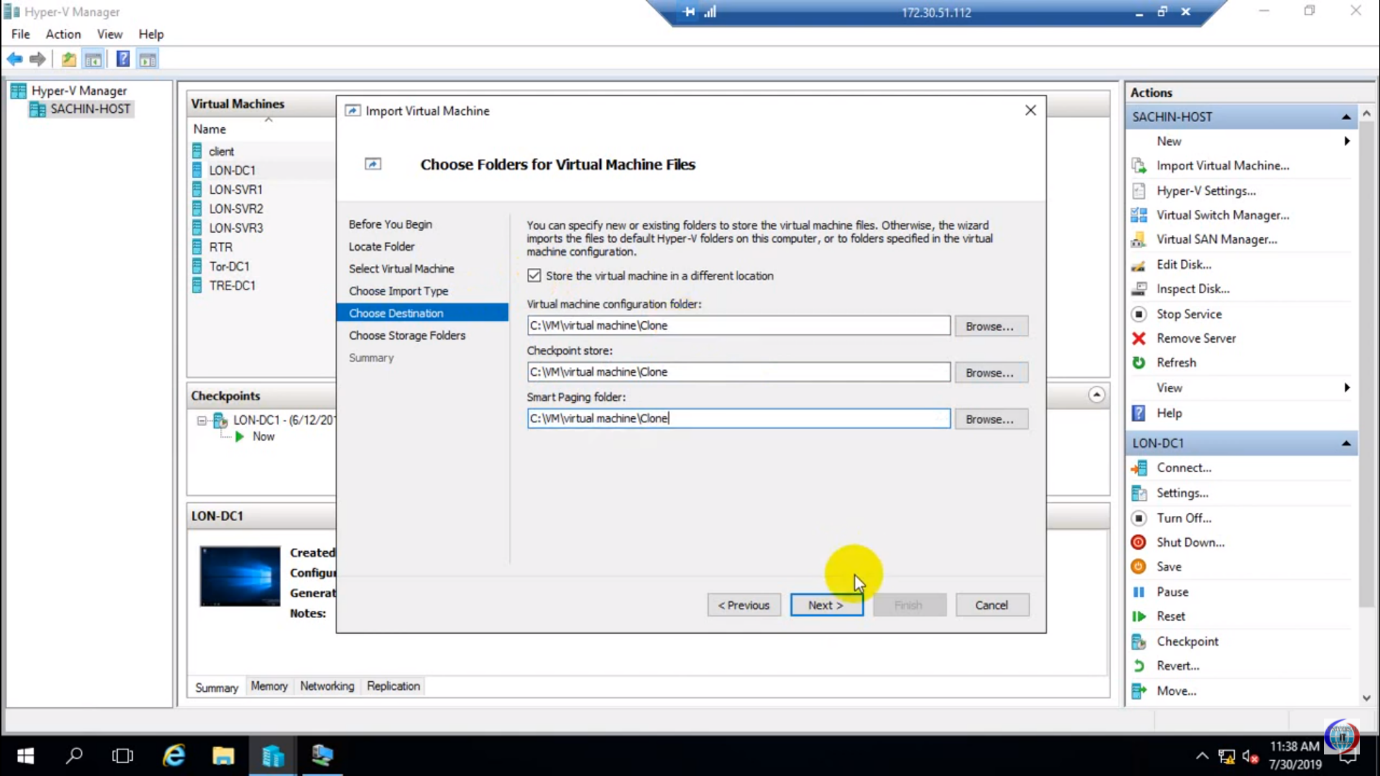 Hyper-V Manager
172.30.51.112
File Action View Help
Hyper-V Manager
SACHIN-HOST
Virtual Machines
Name
client
LON-DC1
LON-SVR1
LON-SVR2
LON-SVR3
RTR
Tor-DC1
TRE-DC1
Checkpoints
LON-DC1 - (6/12/201
Now
LON-DC1
Created
Configur
Generat
Notes:
Summary Memory Networking Replication
Import Virtual Machine
Choose Folders for Virtual Machine Files
Before You Begin
Locate Folder
Select Virtual Machine
Choose Import Type
Choose Destination
Choose Storage Folders
Summary
You can specify new or existing folders to store the virtual machine files. Otherwise, the wizard
imports the files to default Hyper-V folders on this computer, or to folders specified in the virtual
machine configuration.
Store the virtual machine in a different location
Virtual machine configuration folder:
C:\VM\virtual machine\Clone Browse...
Checkpoint store:
C:\VM\virtual machine\Clone Browse...
Smart Paging folder:
C:\VM\virtual machine\Clone Browse...
< Previous Next > Finish Cancel
Actions
SACHIN-HOST
New
Import Virtual Machine...
Hyper-V Settings...
Virtual Switch Manager...
Virtual SAN Manager...
Edit Disk...
Inspect Disk...
Stop Service
Remove Server
Refresh
View
Help
LON-DC1
Connect...
Settings...
Turn Off...
Shut Down...
Save
Pause
Reset
Checkpoint
Revert...
Move...
11:38 AM
7/30/2019